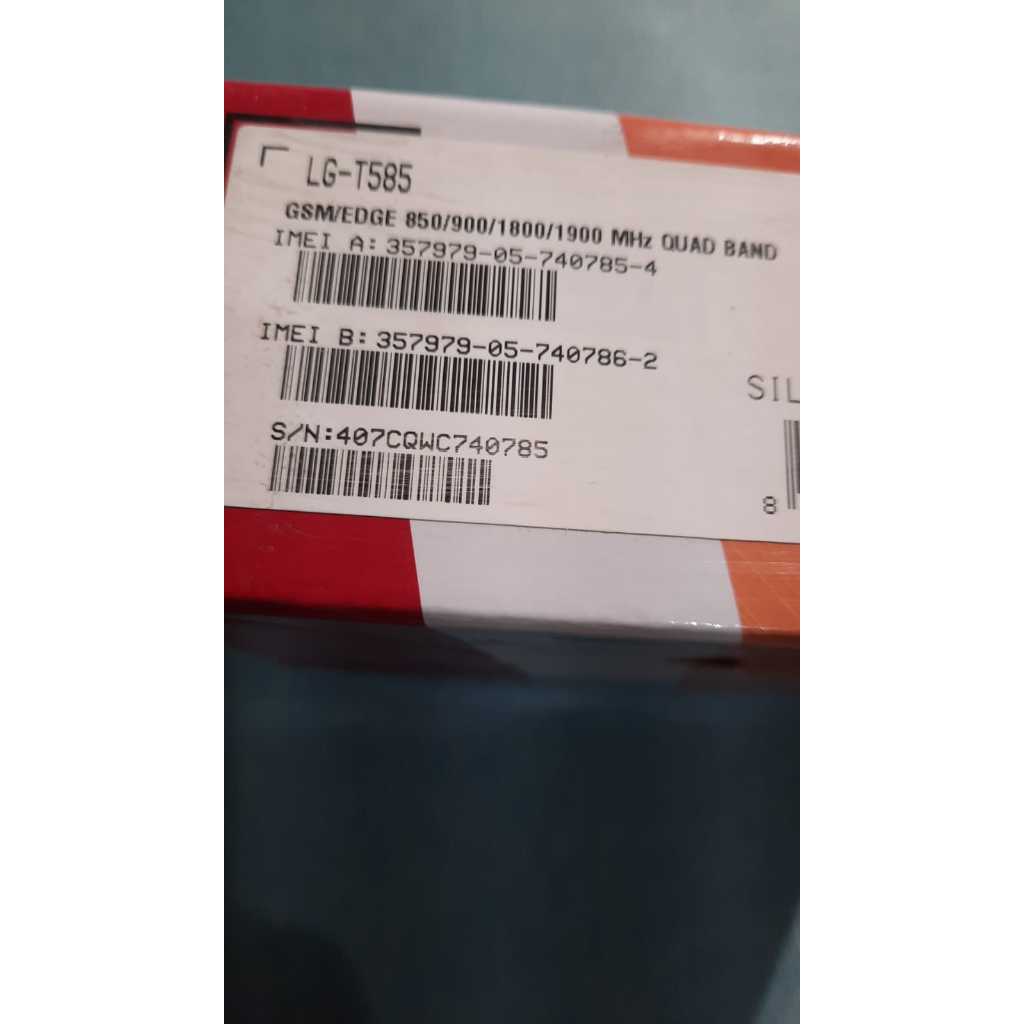 LG-T585
GSM/EDGE 850/900/1800/1900 MHz QUAD BAND
IMEI A: 357979-05-740785-4
IMEI B: 357979-05-740786-2
SIL
S/N:407CQWC740785
8